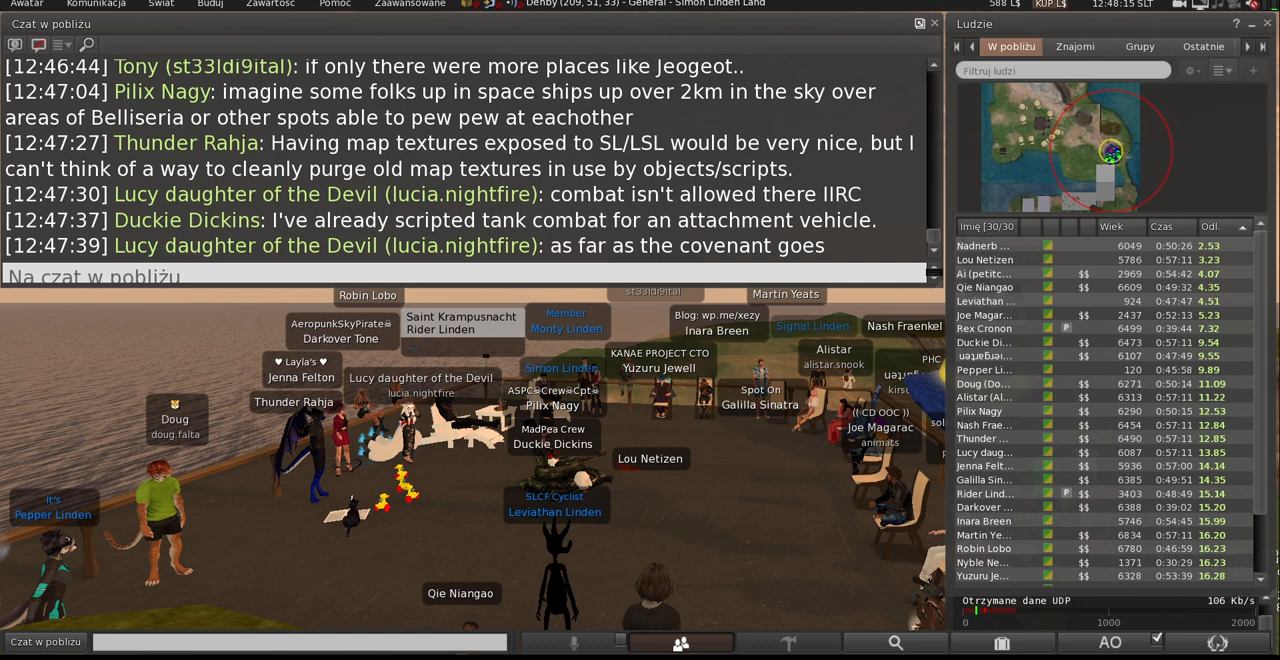 Awatar Komunikacja Świat Buduj Zawartość Pomoc Zaawansowane Denby (209, 51, 33) - General - Simon Linden Land 588 L$ KUP L$ 12:48:15 SLT
Czat w pobliżu
[12:46:44] Tony (st33ldi9ital): if only there were more places like Jeogeot..
[12:47:04] Pilix Nagy: imagine some folks up in space ships up over 2km in the sky over
areas of Belliseria or other spots able to pew pew at eachother
[12:47:27] Thunder Rahja: Having map textures exposed to SL/LSL would be very nice, but I
can't think of a way to cleanly purge old map textures in use by objects/scripts.
[12:47:30] Lucy daughter of the Devil (lucia.nightfire): combat isn't allowed there IIRC
[12:47:37] Duckie Dickins: I've already scripted tank combat for an attachment vehicle.
[12:47:39] Lucy daughter of the Devil (lucia.nightfire): as far as the covenant goes
Na czat w pobliżu
Robin Lobo
st33ldi9ital
Martin Yeats
AeropunkSkyPirate☠
Darkover Tone
Saint Krampusnacht
Rider Linden
Member
Monty Linden
Blog: wp.me/xezy
Inara Breen
Signal Linden
Nash Fraenkel
♥ Layla's ♥
Jenna Felton
Lucy daughter of the Devil
lucia.nightfire
Simon Linden
KANAE PROJECT CTO
Yuzuru Jewell
Alistar
alistar.snook
PHC
kirs
Thunder Rahja
ASPC☠Crew☠Cpt☠
Pilix Nagy
Spot On
Galilla Sinatra
Doug
doug.falta
MadPea Crew
Duckie Dickins
(( CD OOC ))
Joe Magarac
animats
sol
Lou Netizen
It's
Pepper Linden
SLCF Cyclist
Leviathan Linden
Qie Niangao
Czat w pobliżu
Ludzie
W pobliżu Znajomi Grupy Ostatnie
Filtruj ludzi
Imię [30/30 Wiek Czas Odl.
Nadnerb ... 6049 0:50:26 2.53
Lou Netizen 5786 0:57:11 3.23
Ai (petitc... $$ 2969 0:54:42 4.07
Qie Niangao $$ 6609 0:49:32 4.35
Leviathan ... 924 0:47:47 4.51
Joe Magar... $$ 2437 0:52:13 5.23
Rex Cronon P 6499 0:39:44 7.32
Duckie Di... $$ 6473 0:57:11 9.54
$$ 6107 0:47:49 9.55
Pepper Li... 120 0:45:58 9.89
Doug (Do... $$ 6271 0:50:14 11.09
Alistar (Al... $$ 6313 0:57:11 11.22
Pilix Nagy $$ 6290 0:50:15 12.53
Nash Frae... $$ 6454 0:57:11 12.84
Thunder ... $$ 6490 0:57:11 12.85
Lucy daug... $$ 6087 0:57:11 13.85
Jenna Felt... $$ 5936 0:57:00 14.14
Galilla Sin... $$ 6385 0:49:51 14.35
Rider Lind... P $$ 3403 0:48:49 15.14
Darkover ... $$ 6388 0:39:02 15.20
Inara Breen 5746 0:54:45 15.99
Martin Ye... $$ 6834 0:57:11 16.20
Robin Lobo $$ 6780 0:46:59 16.23
Nyble Ne... $$ 1371 0:30:29 16.23
Yuzuru Je... $$ 6328 0:53:39 16.28
Otrzymane dane UDP 106 Kb/s
0 1000 2000
AO